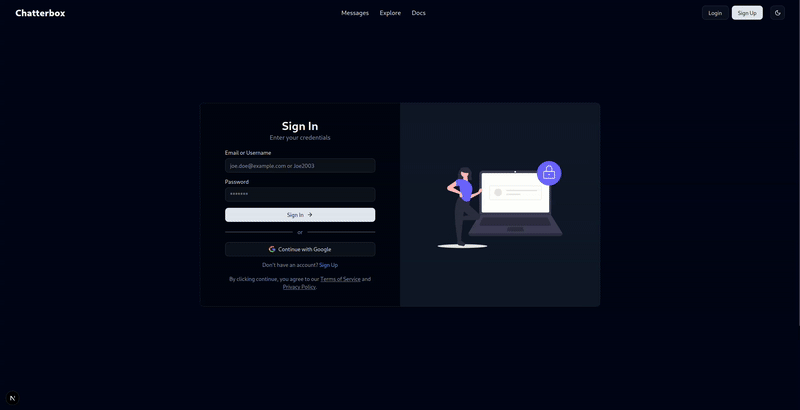 Chatterbox
Messages Explore Docs
Login Sign Up
Sign In
Enter your credentials
Email or Username
joe.doe@example.com or Joe2003
Password
*******
Sign In →
or
Continue with Google
Don't have an account? Sign Up
By clicking continue, you agree to our Terms of Service and
Privacy Policy.
N